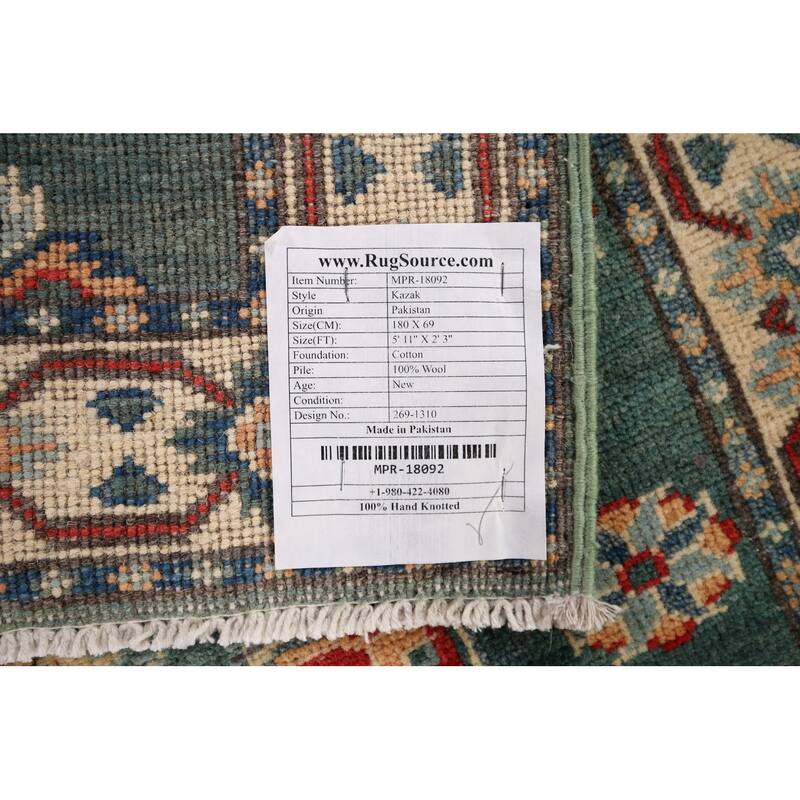 www.RugSource.com
Item Number: MPR-18092
Style Kazak
Origin Pakistan
Size(CM): 180 X 69
Size(FT): 5' 11" X 2' 3"
Foundation: Cotton
Pile: 100% Wool
Age: New
Condition:
Design No.: 269-1310
Made in Pakistan
MPR-18092
+1-980-422-4080
100% Hand Knotted